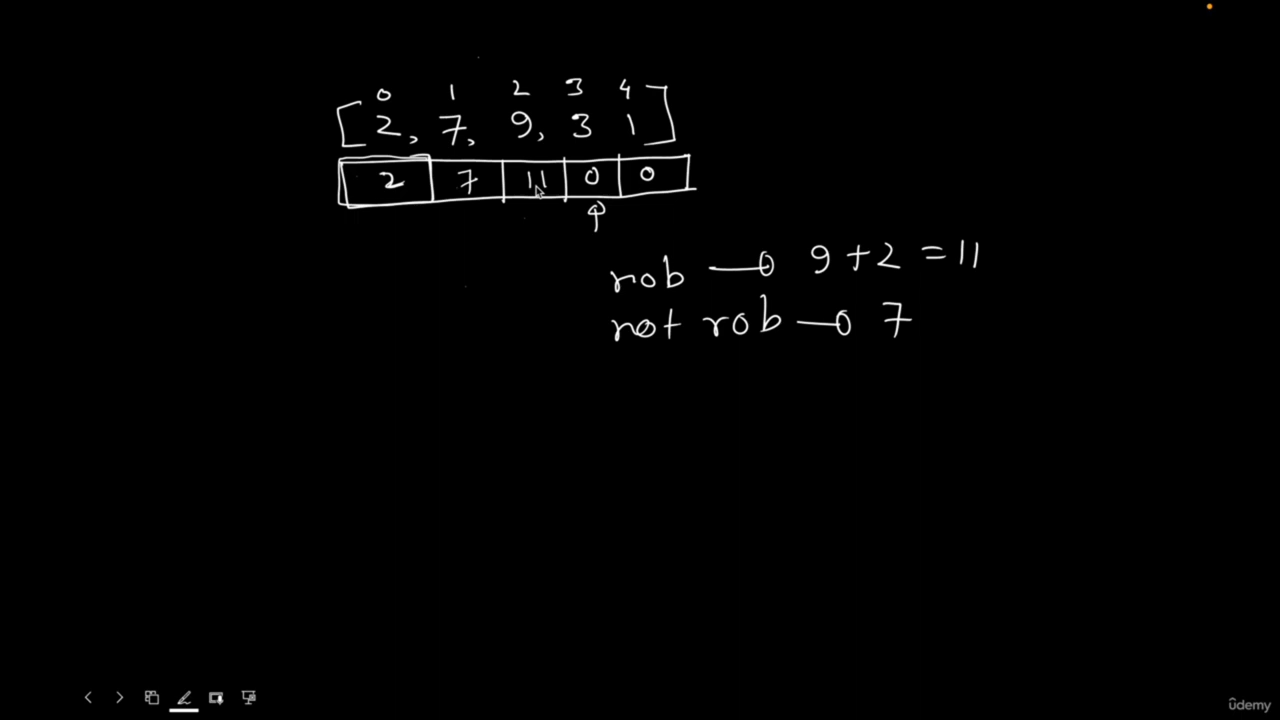 0 1 2 3 4
[2, 7, 9, 3 1]
2 7 11 0 0
rob 9 + 2 = 11
not rob 7
ûdemy